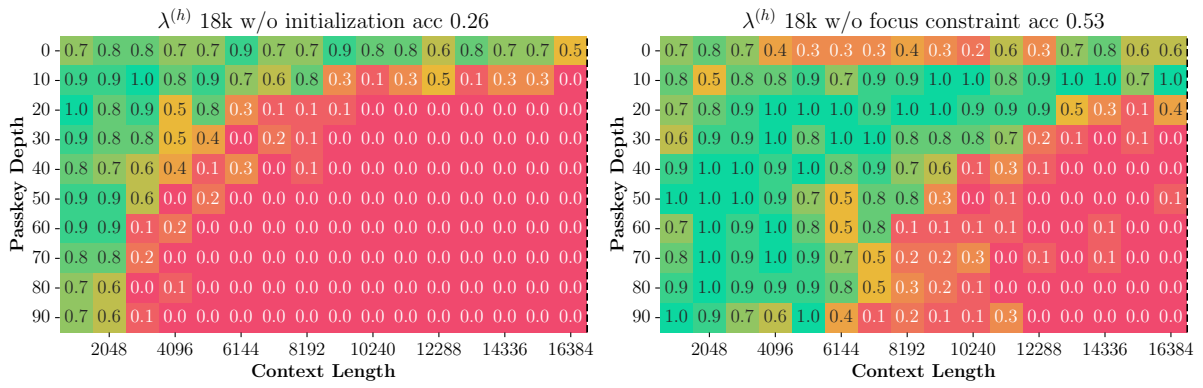 λ^(h) 18k w/o initialization acc 0.26
0 0.7 0.8 0.8 0.7 0.7 0.9 0.7 0.7 0.9 0.8 0.8 0.6 0.8 0.7 0.7 0.5
10 0.9 0.9 1.0 0.8 0.9 0.7 0.6 0.8 0.3 0.1 0.3 0.5 0.1 0.3 0.3 0.0
20 1.0 0.8 0.9 0.5 0.8 0.3 0.1 0.1 0.1 0.0 0.0 0.0 0.0 0.0 0.0 0.0
30 0.9 0.8 0.8 0.5 0.4 0.0 0.2 0.1 0.0 0.0 0.0 0.0 0.0 0.0 0.0 0.0
40 0.8 0.7 0.6 0.4 0.1 0.3 0.0 0.1 0.0 0.0 0.0 0.0 0.0 0.0 0.0 0.0
50 0.9 0.9 0.6 0.0 0.2 0.0 0.0 0.0 0.0 0.0 0.0 0.0 0.0 0.0 0.0 0.0
60 0.9 0.9 0.1 0.2 0.0 0.0 0.0 0.0 0.0 0.0 0.0 0.0 0.0 0.0 0.0 0.0
70 0.8 0.8 0.2 0.0 0.0 0.0 0.0 0.0 0.0 0.0 0.0 0.0 0.0 0.0 0.0 0.0
80 0.7 0.6 0.0 0.1 0.0 0.0 0.0 0.0 0.0 0.0 0.0 0.0 0.0 0.0 0.0 0.0
90 0.7 0.6 0.1 0.0 0.0 0.0 0.0 0.0 0.0 0.0 0.0 0.0 0.0 0.0 0.0 0.0
Passkey Depth
2048 4096 6144 8192 10240 12288 14336 16384
Context Length
λ^(h) 18k w/o focus constraint acc 0.53
0 0.7 0.8 0.7 0.4 0.3 0.3 0.3 0.4 0.3 0.2 0.6 0.3 0.7 0.8 0.6 0.6
10 0.8 0.5 0.8 0.8 0.9 0.7 0.9 0.9 1.0 1.0 0.8 0.9 1.0 1.0 0.7 1.0
20 0.7 0.8 0.9 1.0 1.0 0.9 1.0 1.0 1.0 0.9 0.9 0.9 0.5 0.3 0.1 0.4
30 0.6 0.9 0.9 1.0 0.8 1.0 1.0 0.8 0.8 0.8 0.7 0.2 0.1 0.0 0.1 0.0
40 0.9 1.0 1.0 0.9 1.0 0.8 0.9 0.7 0.6 0.1 0.3 0.1 0.0 0.0 0.0 0.0
50 1.0 1.0 1.0 0.9 0.7 0.5 0.8 0.8 0.3 0.0 0.1 0.0 0.0 0.0 0.0 0.1
60 0.7 1.0 0.9 1.0 0.8 0.5 0.8 0.1 0.1 0.1 0.1 0.0 0.0 0.1 0.0 0.0
70 0.8 1.0 0.9 1.0 0.9 0.7 0.5 0.2 0.2 0.3 0.0 0.1 0.0 0.1 0.0 0.0
80 0.9 1.0 0.9 0.9 0.9 0.8 0.5 0.3 0.2 0.1 0.0 0.0 0.0 0.0 0.0 0.0
90 1.0 0.9 0.7 0.6 1.0 0.4 0.1 0.2 0.1 0.1 0.3 0.0 0.0 0.0 0.0 0.0
Passkey Depth
2048 4096 6144 8192 10240 12288 14336 16384
Context Length